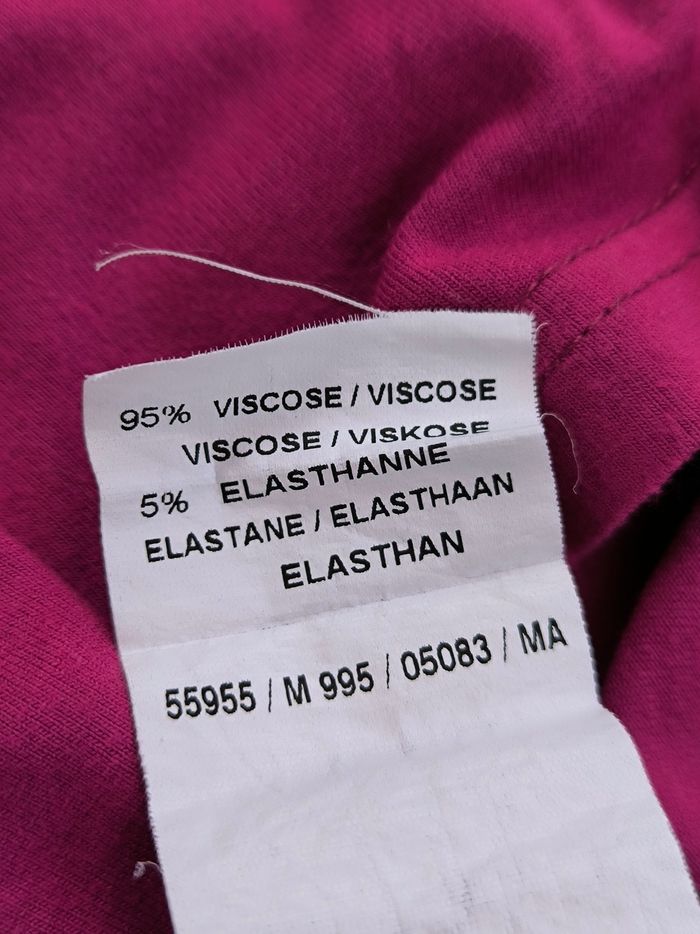 95% VISCOSE / VISCOSE
VISCOSE / VISKOSE
5% ELASTHANNE
ELASTANE / ELASTHAAN
ELASTHAN
55955 / M 995 / 05083 / MA